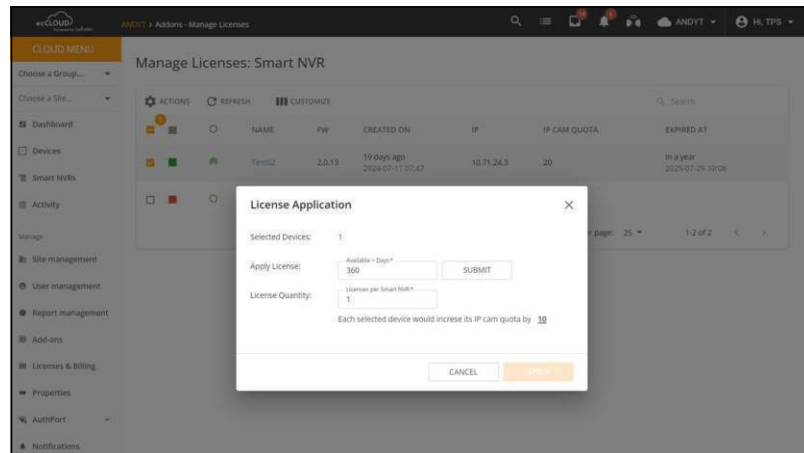 ecCLOUD
ANDYT > Addons - Manage Licenses
ANDYT
Hi, TPS
CLOUD MENU
Choose a Group...
Choose a Site...
Dashboard
Devices
Smart NVRs
Activity
Manage
Site management
User management
Report management
Add-ons
Licenses & Billing
Properties
AuthPort
Notifications
Manage Licenses: Smart NVR
ACTIONS REFRESH CUSTOMIZE Search
NAME FW CREATED ON IP IP CAM QUOTA EXPIRED AT
Test52 2.0.13 19 days ago 10.71.24.3 20 In a year
2024-07-11 07:47 2025-07-25 10:08
page: 25 1-2 of 2
License Application
Selected Devices: 1
Available > Days *
Apply License: 360 SUBMIT
Licenses per Smart NVR *
License Quantity: 1
Each selected device would increse its IP cam quota by 10
CANCEL APPLY